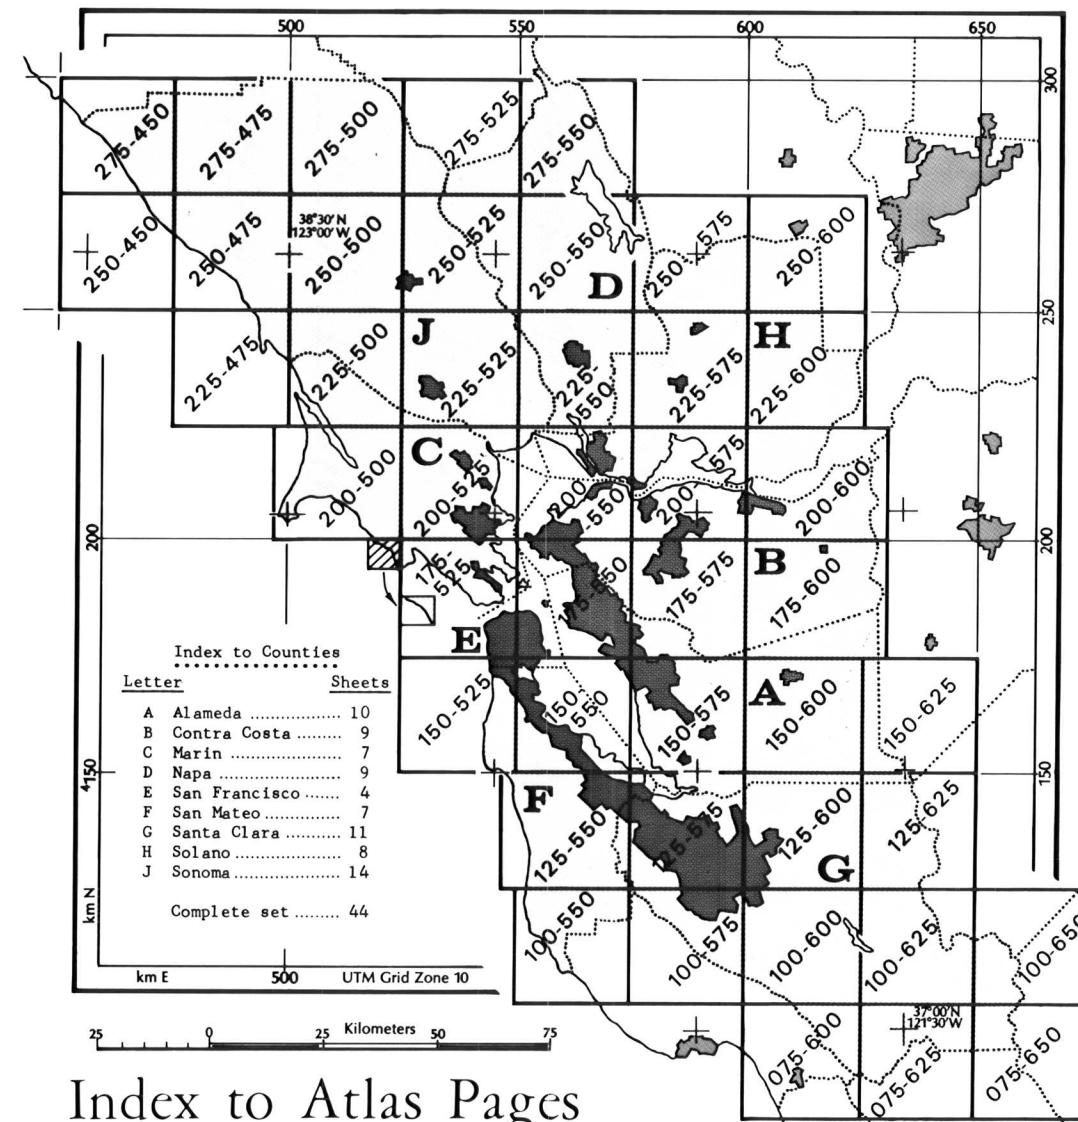 500 550 600 650
300
275-450 275-475 275-500 275-525 275-550
38°30'N
123°00'W
250-450 250-475 250-500 250-525 250-550 250-575 250-600
D
250
J H
225-475 225-500 225-525 225-
550 225-575 225-600
C
200-500 200-525 200
550 200
575 200-600
200 200
B
175-
525 175-550 175-575 175-600
E
A
150-525 150
550 150-575 150-600 150-625
4150 150
F
125-550 125-575 125-600 125-625
G
100-550 100-575 100-600 100-625 100-650
37°00'N
121°30'W
075-600 075-625 075-650
Index to Counties
Letter Sheets
A Alameda .................. 10
B Contra Costa ......... 9
C Marin ...................... 7
D Napa ....................... 9
E San Francisco ..... 4
F San Mateo .............. 7
G Santa Clara ........... 11
H Solano ..................... 8
J Sonoma ..................... 14
Complete set ......... 44
km N
km E 500 UTM Grid Zone 10
25 0 25 Kilometers 50 75
Index to Atlas Pages